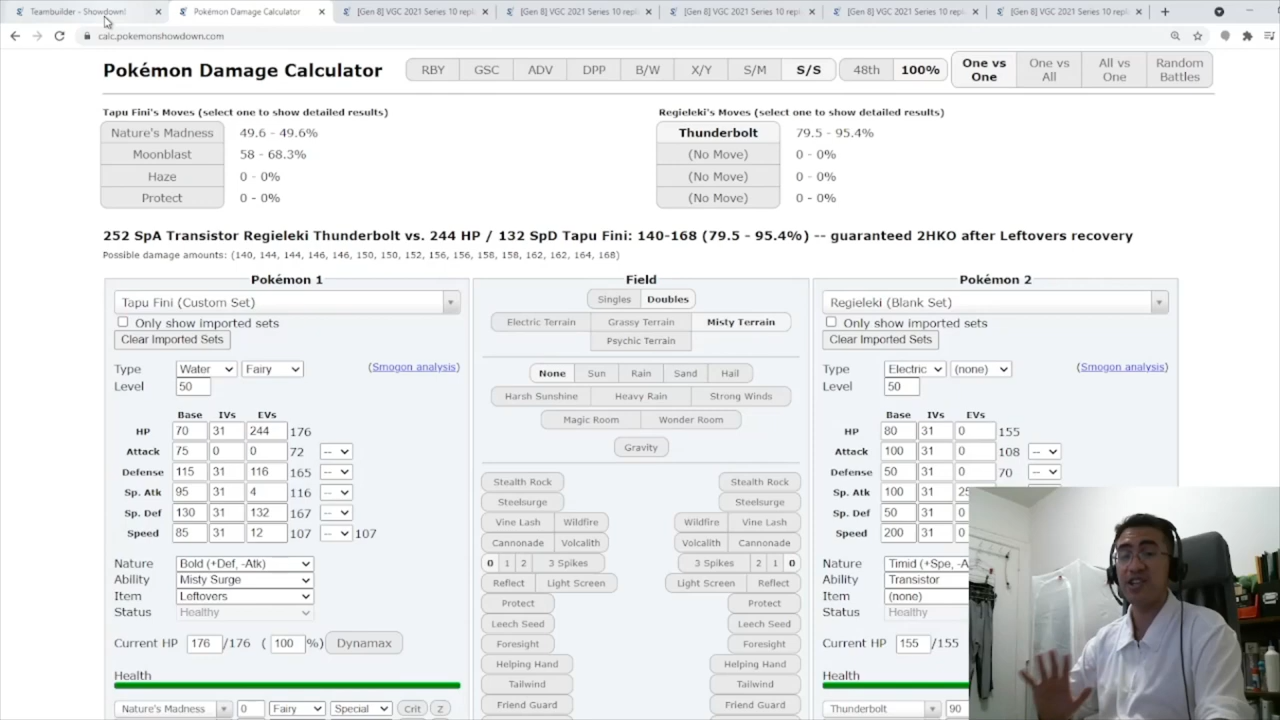 Teambuilder - Showdown!
Pokémon Damage Calculator
[Gen 8] VGC 2021 Series 10 repl
[Gen 8] VGC 2021 Series 10 repl
[Gen 8] VGC 2021 Series 10 repl
[Gen 8] VGC 2021 Series 10 repl
[Gen 8] VGC 2021 Series 10 repl
calc.pokemonshowdown.com
Pokémon Damage Calculator
RBY GSC ADV DPP B/W X/Y S/M S/S 48th 100%
One vs One One vs All All vs One Random Battles
Tapu Fini's Moves (select one to show detailed results)
Nature's Madness 49.6 - 49.6%
Moonblast 58 - 68.3%
Haze 0 - 0%
Protect 0 - 0%
Regieleki's Moves (select one to show detailed results)
Thunderbolt 79.5 - 95.4%
(No Move) 0 - 0%
(No Move) 0 - 0%
(No Move) 0 - 0%
252 SpA Transistor Regieleki Thunderbolt vs. 244 HP / 132 SpD Tapu Fini: 140-168 (79.5 - 95.4%) -- guaranteed 2HKO after Leftovers recovery
Possible damage amounts: (140, 144, 144, 146, 146, 150, 150, 152, 156, 156, 158, 158, 162, 162, 164, 168)
Pokémon 1
Tapu Fini (Custom Set)
Only show imported sets
Clear Imported Sets
Type Water Fairy (Smogon analysis)
Level 50
Base IVs EVs
HP 70 31 244 176
Attack 75 0 0 72 --
Defense 115 31 116 165 --
Sp. Atk 95 31 4 116 --
Sp. Def 130 31 132 167 --
Speed 85 31 12 107 -- 107
Nature Bold (+Def, -Atk)
Ability Misty Surge
Item Leftovers
Status Healthy
Current HP 176 /176 ( 100 %) Dynamax
Health
Nature's Madness 0 Fairy Special Crit Z
Field
Singles Doubles
Electric Terrain Grassy Terrain Misty Terrain
Psychic Terrain
None Sun Rain Sand Hail
Harsh Sunshine Heavy Rain Strong Winds
Magic Room Wonder Room
Gravity
Stealth Rock Stealth Rock
Steelsurge Steelsurge
Vine Lash Wildfire Wildfire Vine Lash
Cannonade Volcalith Volcalith Cannonade
0 1 2 3 Spikes 3 Spikes 2 1 0
Reflect Light Screen Light Screen Reflect
Protect Protect
Leech Seed Leech Seed
Foresight Foresight
Helping Hand Helping Hand
Tailwind Tailwind
Friend Guard Friend Guard
Pokémon 2
Regieleki (Blank Set)
Only show imported sets
Clear Imported Sets
Type Electric (none) (Smogon analysis)
Level 50
Base IVs EVs
HP 80 31 0 155
Attack 100 31 0 108 --
Defense 50 31 0 70 --
Sp. Atk 100 31
Sp. Def 50 31
Speed 200 31
Nature Timid (+Spe, -A
Ability Transistor
Item (none)
Status Healthy
Current HP 155 /155
Health
Thunderbolt 90